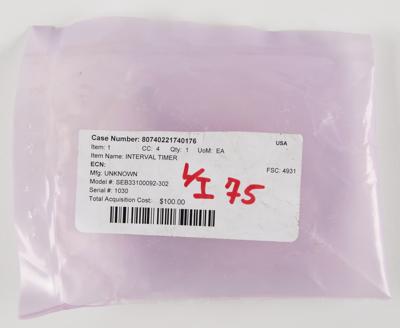 Case Number: 80740221740176 USA
Item: 1 CC: 4 Qty: 1 UoM: EA
Item Name: INTERVAL TIMER
ECN: FSC: 4931
Mfg: UNKNOWN
Model #: SEB33100092-302
Serial #: 1030
Total Acquisition Cost: $100.00
75